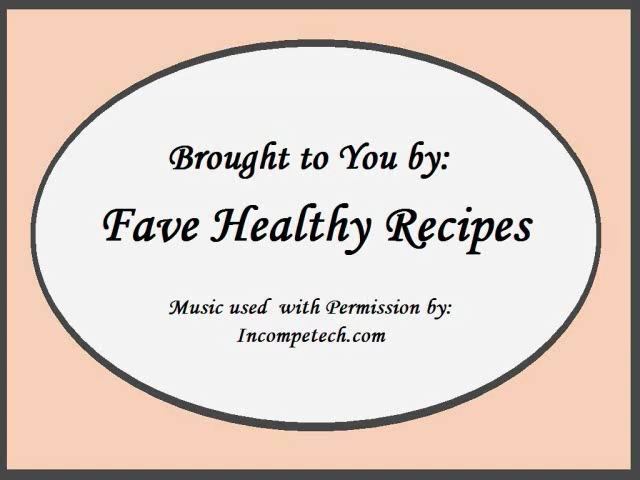 Brought to You by:
Fave Healthy Recipes
Music used with Permission by:
Incompetech.com